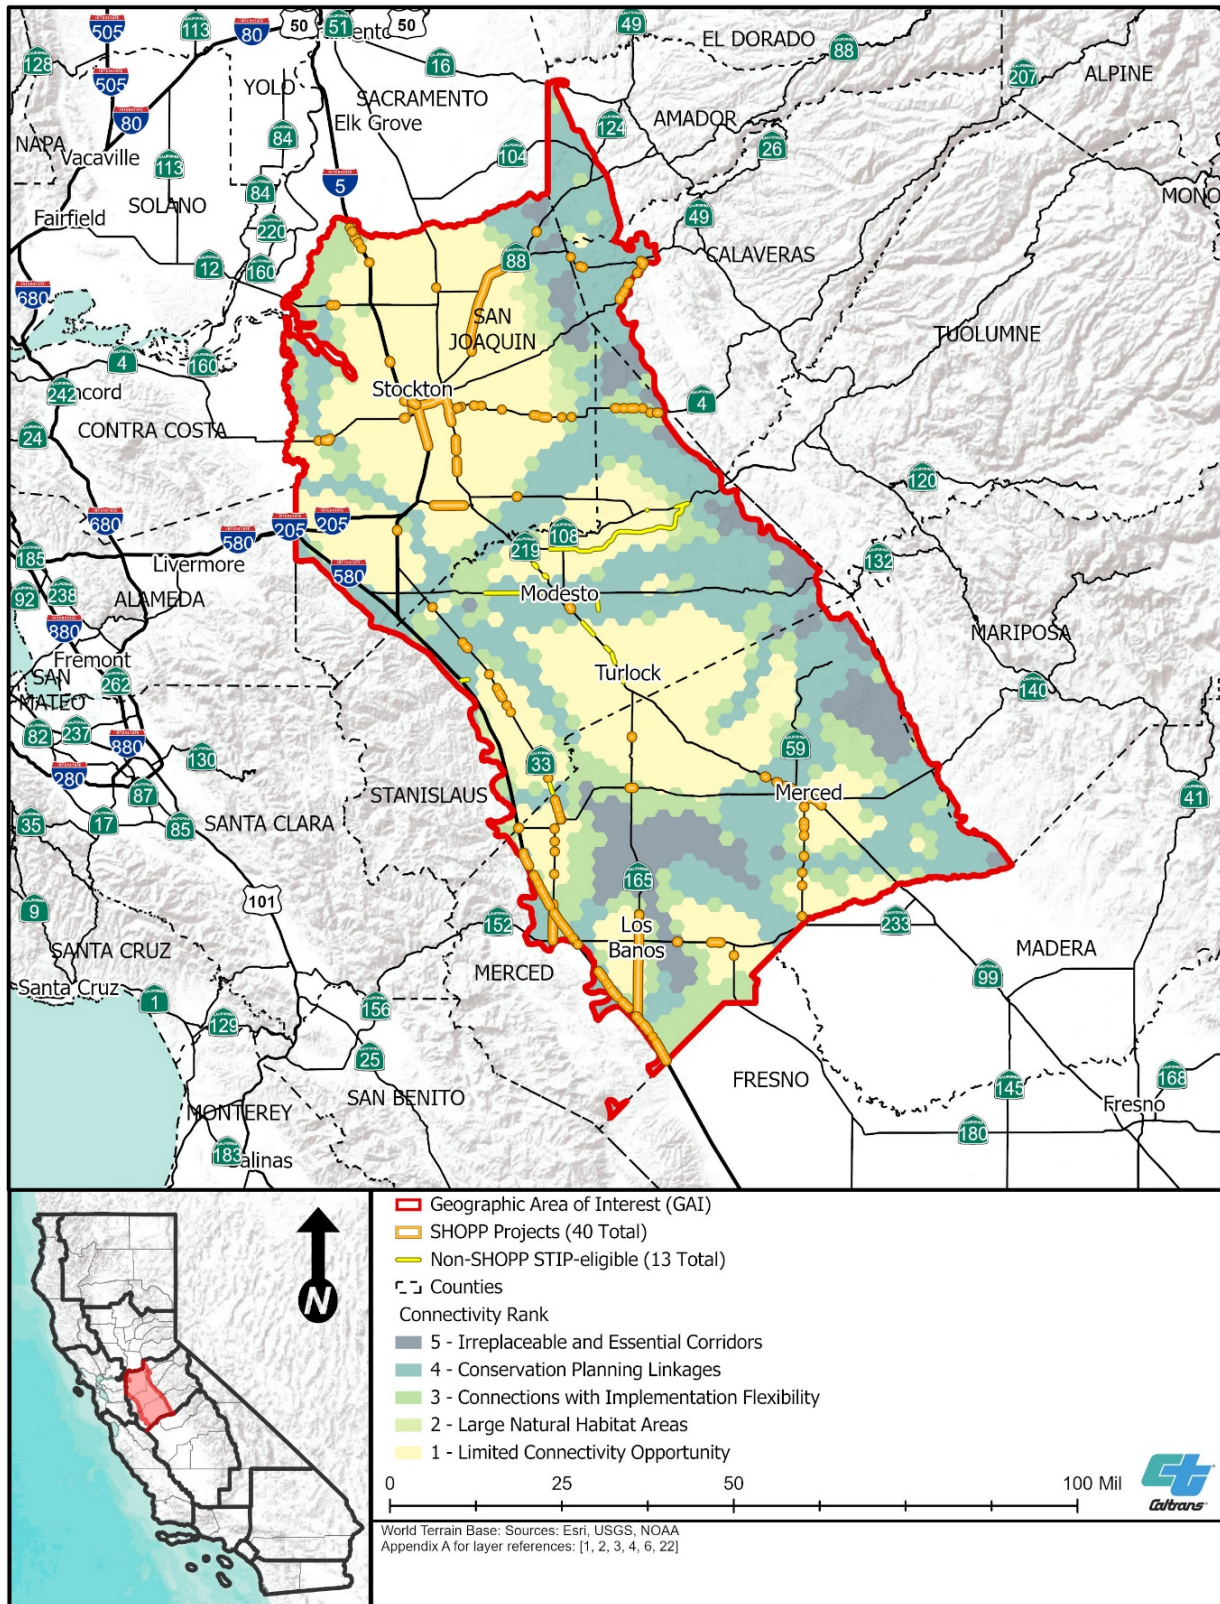 505
113
80
50
51
50
49
EL DORADO
88
128
16
207
ALPINE
505
YOLO
SACRAMENTO
Elk Grove
AMADOR
124
26
80
84
104
NAPA
Vacaville
113
5
MONO
SOLANO
84
Fairfield
220
49
CALAVERAS
12
160
88
680
SAN
JOAQUIN
TUOLUMNE
4
160
Stockton
242
4
24
CONTRA COSTA
120
680
205
205
580
108
219
132
185
Livermore
580
92
238
ALAMEDA
Modesto
880
MARIPOSA
Fremont
SAN
MATEO
262
Turlock
140
82
237
880
130
59
280
33
87
STANISLAUS
Merced
41
35
17
85
SANTA CLARA
165
9
101
152
Los
Banos
233
SANTA CRUZ
MERCED
MADERA
Santa Cruz
1
99
156
129
25
FRESNO
168
145
MONTEREY
SAN BENITO
Fresno
180
183
alinas
Geographic Area of Interest (GAI)
SHOPP Projects (40 Total)
Non-SHOPP STIP-eligible (13 Total)
Counties
Connectivity Rank
5 - Irreplaceable and Essential Corridors
4 - Conservation Planning Linkages
3 - Connections with Implementation Flexibility
2 - Large Natural Habitat Areas
1 - Limited Connectivity Opportunity
N
0 25 50 100 Mil
Caltrans
World Terrain Base: Sources: Esri, USGS, NOAA
Appendix A for layer references: [1, 2, 3, 4, 6, 22]